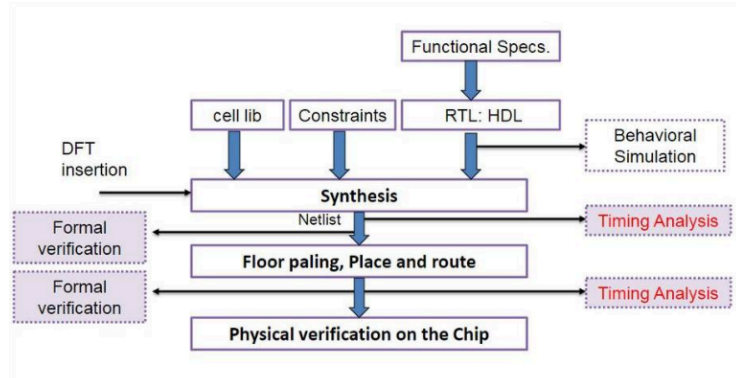 Functional Specs.
cell lib
Constraints
RTL: HDL
Behavioral
Simulation
DFT
insertion
Synthesis
Netlist
Formal
verification
Timing Analysis
Floor paling, Place and route
Formal
verification
Timing Analysis
Physical verification on the Chip